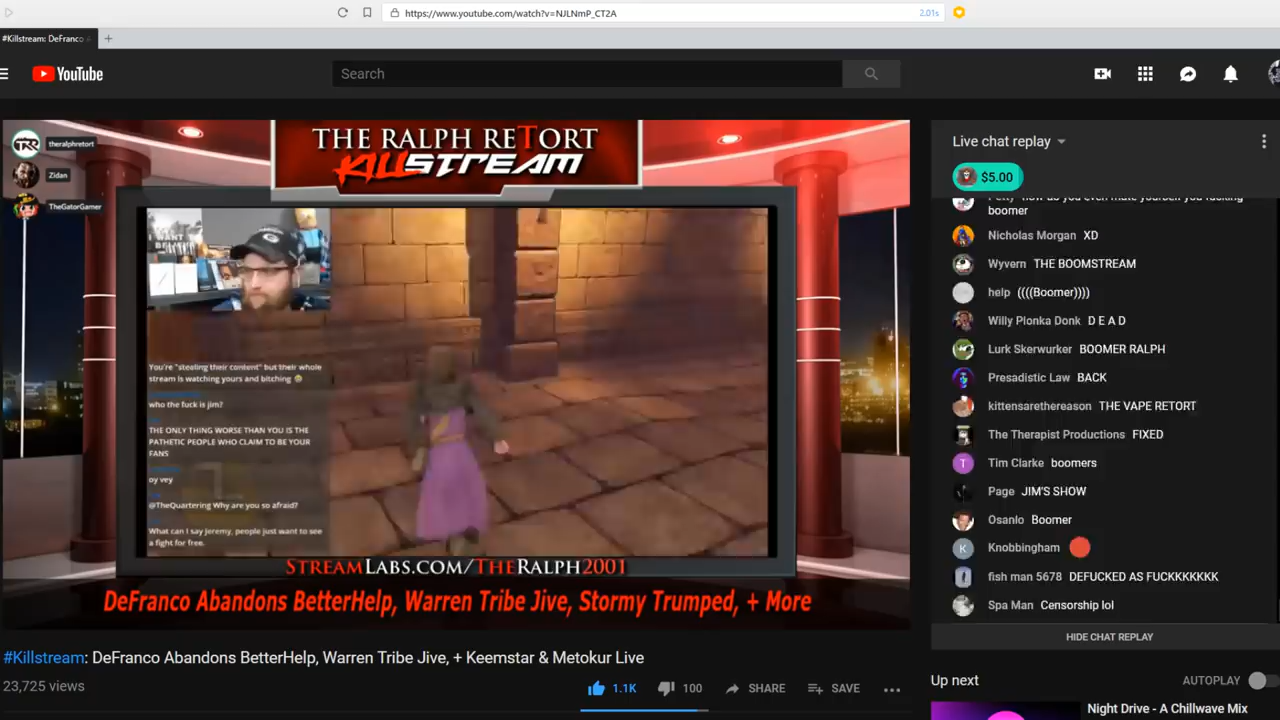 https://www.youtube.com/watch?v=NJLNmP_CT2A
2.01s
#Killstream: DeFranco
YouTube
Search
THE RALPH RETORT
KILLSTREAM
TRR
theralphretort
Zidan
TheGatorGamer
I WANT
You're "stealing their content" but their whole
stream is watching yours and bitching
who the fuck is jim?
THE ONLY THING WORSE THAN YOU IS THE
PATHETIC PEOPLE WHO CLAIM TO BE YOUR
FANS
oy vey
@TheQuartering Why are you so afraid?
What can I say jeremy, people just want to see
a fight for free.
STREAMLABS.COM/THERALPH2001
DeFranco Abandons BetterHelp, Warren Tribe Jive, Stormy Trumped, + More
#Killstream: DeFranco Abandons BetterHelp, Warren Tribe Jive, + Keemstar & Metokur Live
23,725 views
1.1K
100
SHARE
SAVE
Live chat replay
$5.00
you fucking
boomer
Nicholas Morgan XD
Wyvern THE BOOMSTREAM
help ((((Boomer))))
Willy Plonka Donk D E A D
Lurk Skerwurker BOOMER RALPH
Presadistic Law BACK
kittensarethereason THE VAPE RETORT
The Therapist Productions FIXED
Tim Clarke boomers
Page JIM'S SHOW
Osanlo Boomer
Knobbingham
fish man 5678 DEFUCKED AS FUCKKKKKK
Spa Man Censorship lol
HIDE CHAT REPLAY
Up next
AUTOPLAY
Night Drive - A Chillwave Mix